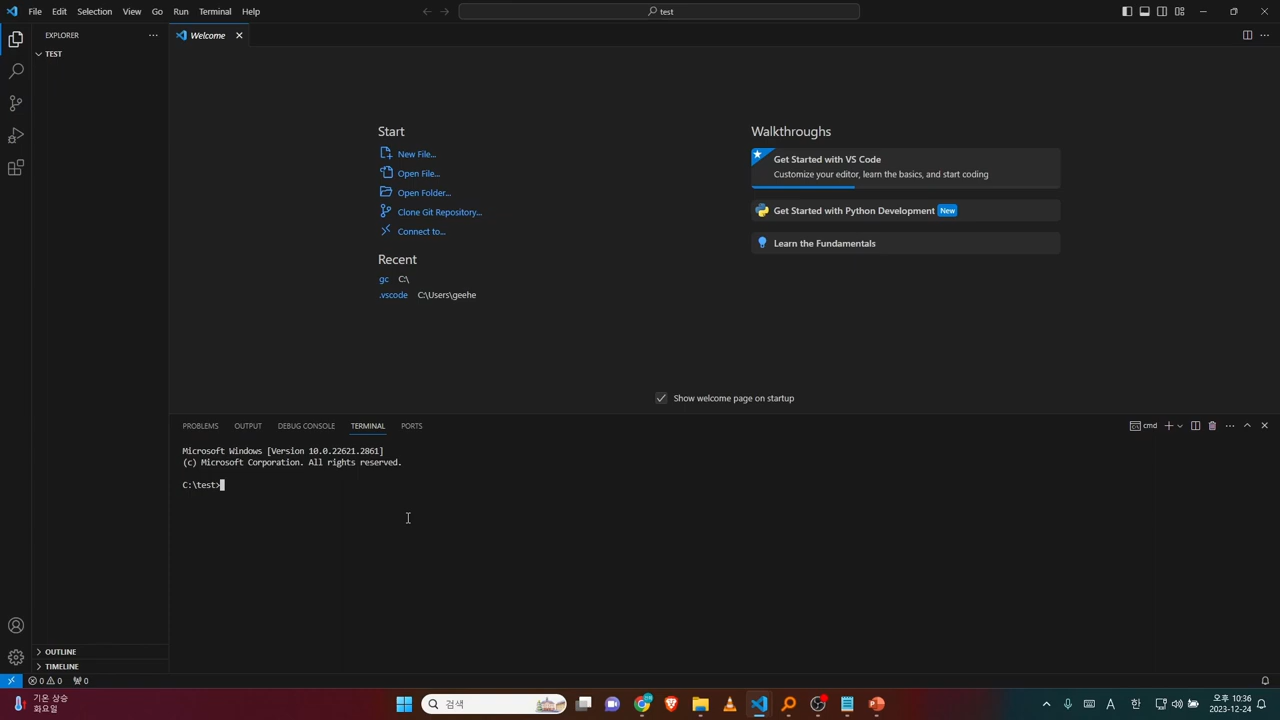 File Edit Selection View Go Run Terminal Help
test
EXPLORER
TEST
Welcome
Start
New File...
Open File...
Open Folder...
Clone Git Repository...
Connect to...
Recent
gc C:\
.vscode C:\Users\geehe
Walkthroughs
Get Started with VS Code
Customize your editor, learn the basics, and start coding
Get Started with Python Development New
Learn the Fundamentals
Show welcome page on startup
PROBLEMS OUTPUT DEBUG CONSOLE TERMINAL PORTS
cmd
Microsoft Windows [Version 10.0.22621.2861]
(c) Microsoft Corporation. All rights reserved.
C:\test>
OUTLINE
TIMELINE
0 0 0
기온 상승
화요일
검색
A 한
오후 10:36
2023-12-24